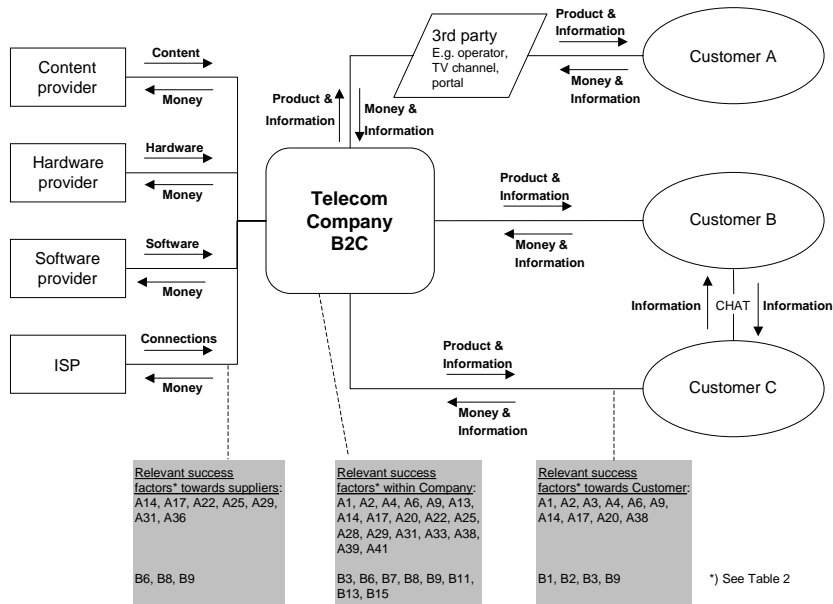 Content
provider
Content
Money
Hardware
provider
Hardware
Money
Software
provider
Software
Money
ISP
Connections
Money
Telecom
Company
B2C
Product &
Information
Money &
Information
3rd party
E.g. operator,
TV channel,
portal
Product &
Information
Money &
Information
Customer A
Product &
Information
Money &
Information
Customer B
Information
CHAT
Information
Product &
Information
Money &
Information
Customer C
Relevant success
factors* towards suppliers:
A14, A17, A22, A25, A29,
A31, A36
B6, B8, B9
Relevant success
factors* within Company:
A1, A2, A4, A6, A9, A13,
A14, A17, A20, A22, A25,
A28, A29, A31, A33, A38,
A39, A41
B3, B6, B7, B8, B9, B11,
B13, B15
Relevant success
factors* towards Customer:
A1, A2, A3, A4, A6, A9,
A14, A17, A20, A38
B1, B2, B3, B9
*) See Table 2